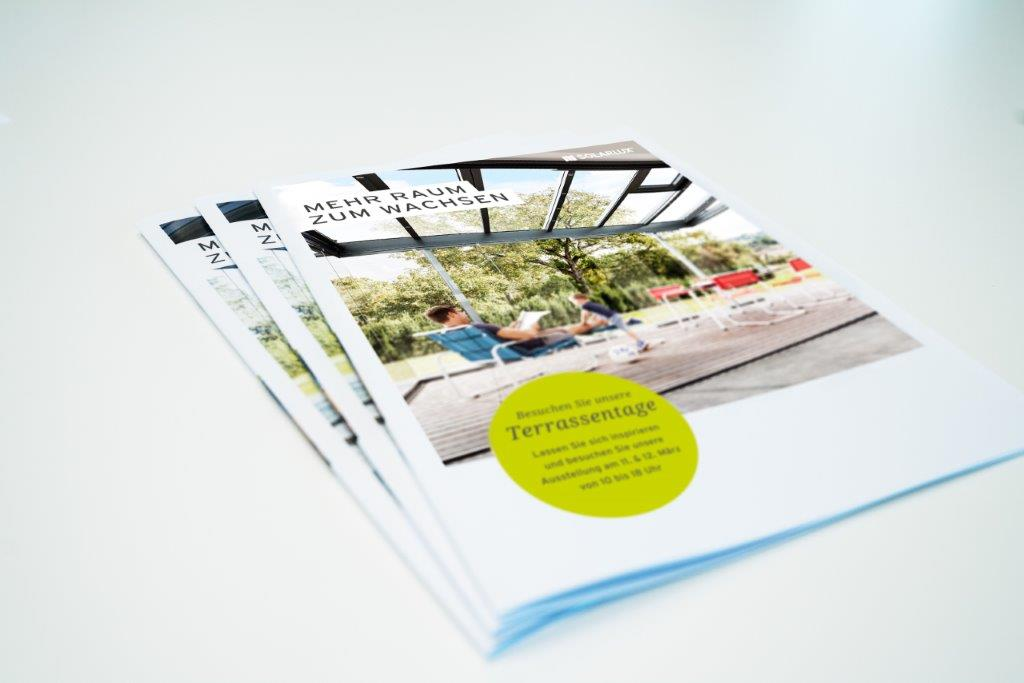 SOLARLUX
MEHR RAUM
ZUM WACHSEN
M
Z
M
ZV
Besuchen Sie unsere
Terrassentage
Lassen Sie sich inspirieren
und besuchen Sie unsere
Ausstellung am 11. & 12. März
von 10 bis 18 Uhr